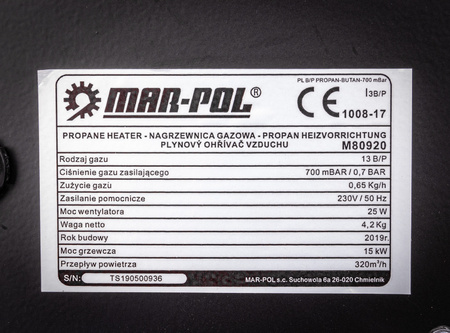 PL B/P PROPAN-BUTAN-700 mBar
MAR-POL®
CE I3B/P
1008-17
PROPANE HEATER - NAGRZEWNICA GAZOWA - PROPAN HEIZVORRICHTUNG
PLYNOVÝ OHŘÍVAČ VZDUCHU M80920
Rodzaj gazu 13 B/P
Ciśnienie gazu zasilającego 700 mBAR / 0,7 BAR
Zużycie gazu 0,65 Kg/h
Zasilanie pomocnicze 230V / 50 Hz
Moc wentylatora 25 W
Waga netto 4,2 Kg
Rok budowy 2019r.
Moc grzewcza 15 kW
Przepływ powietrza 320m³/h
S/N: TS190500936 MAR-POL s.c. Suchowola 6a 26-020 Chmielnik